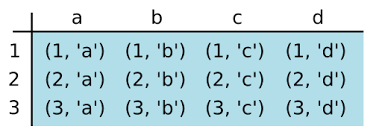 a b c d
1 (1, 'a') (1, 'b') (1, 'c') (1, 'd')
2 (2, 'a') (2, 'b') (2, 'c') (2, 'd')
3 (3, 'a') (3, 'b') (3, 'c') (3, 'd')